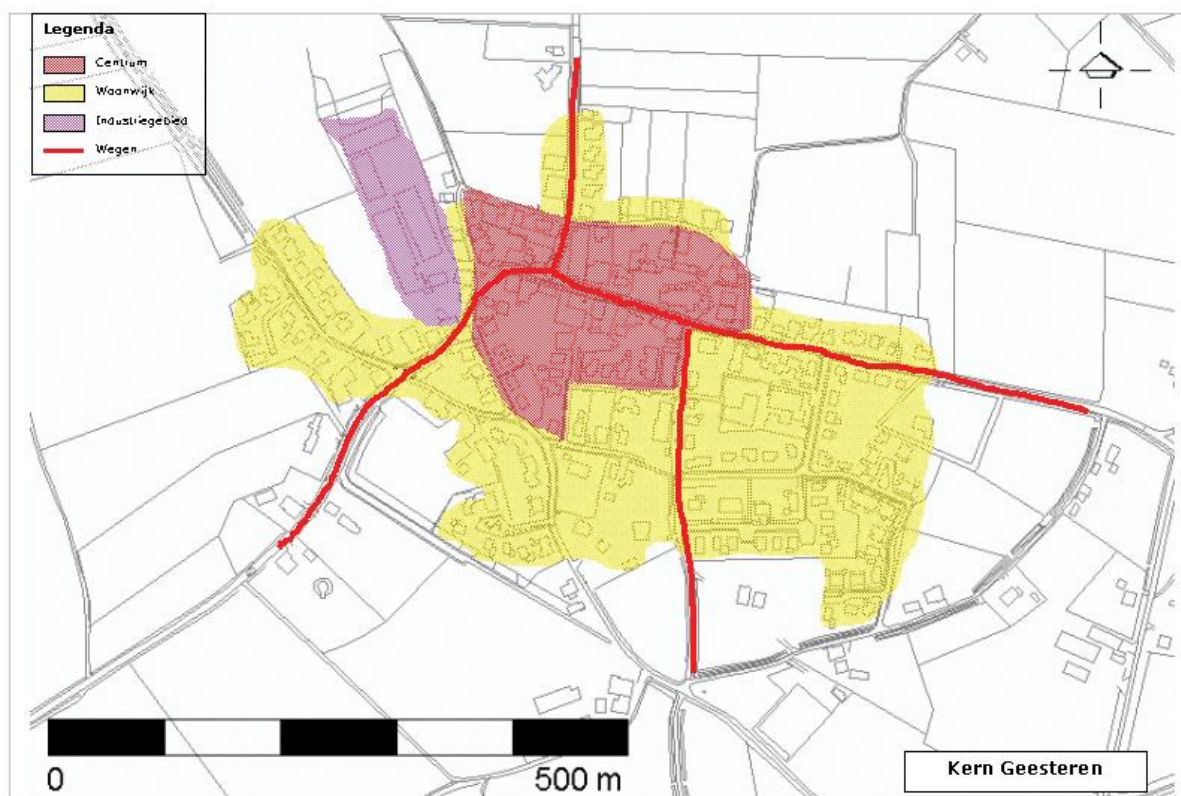 Legenda
Centrum
Woonwijk
Industriegebied
Wegen
0 500 m
Kern Geesteren